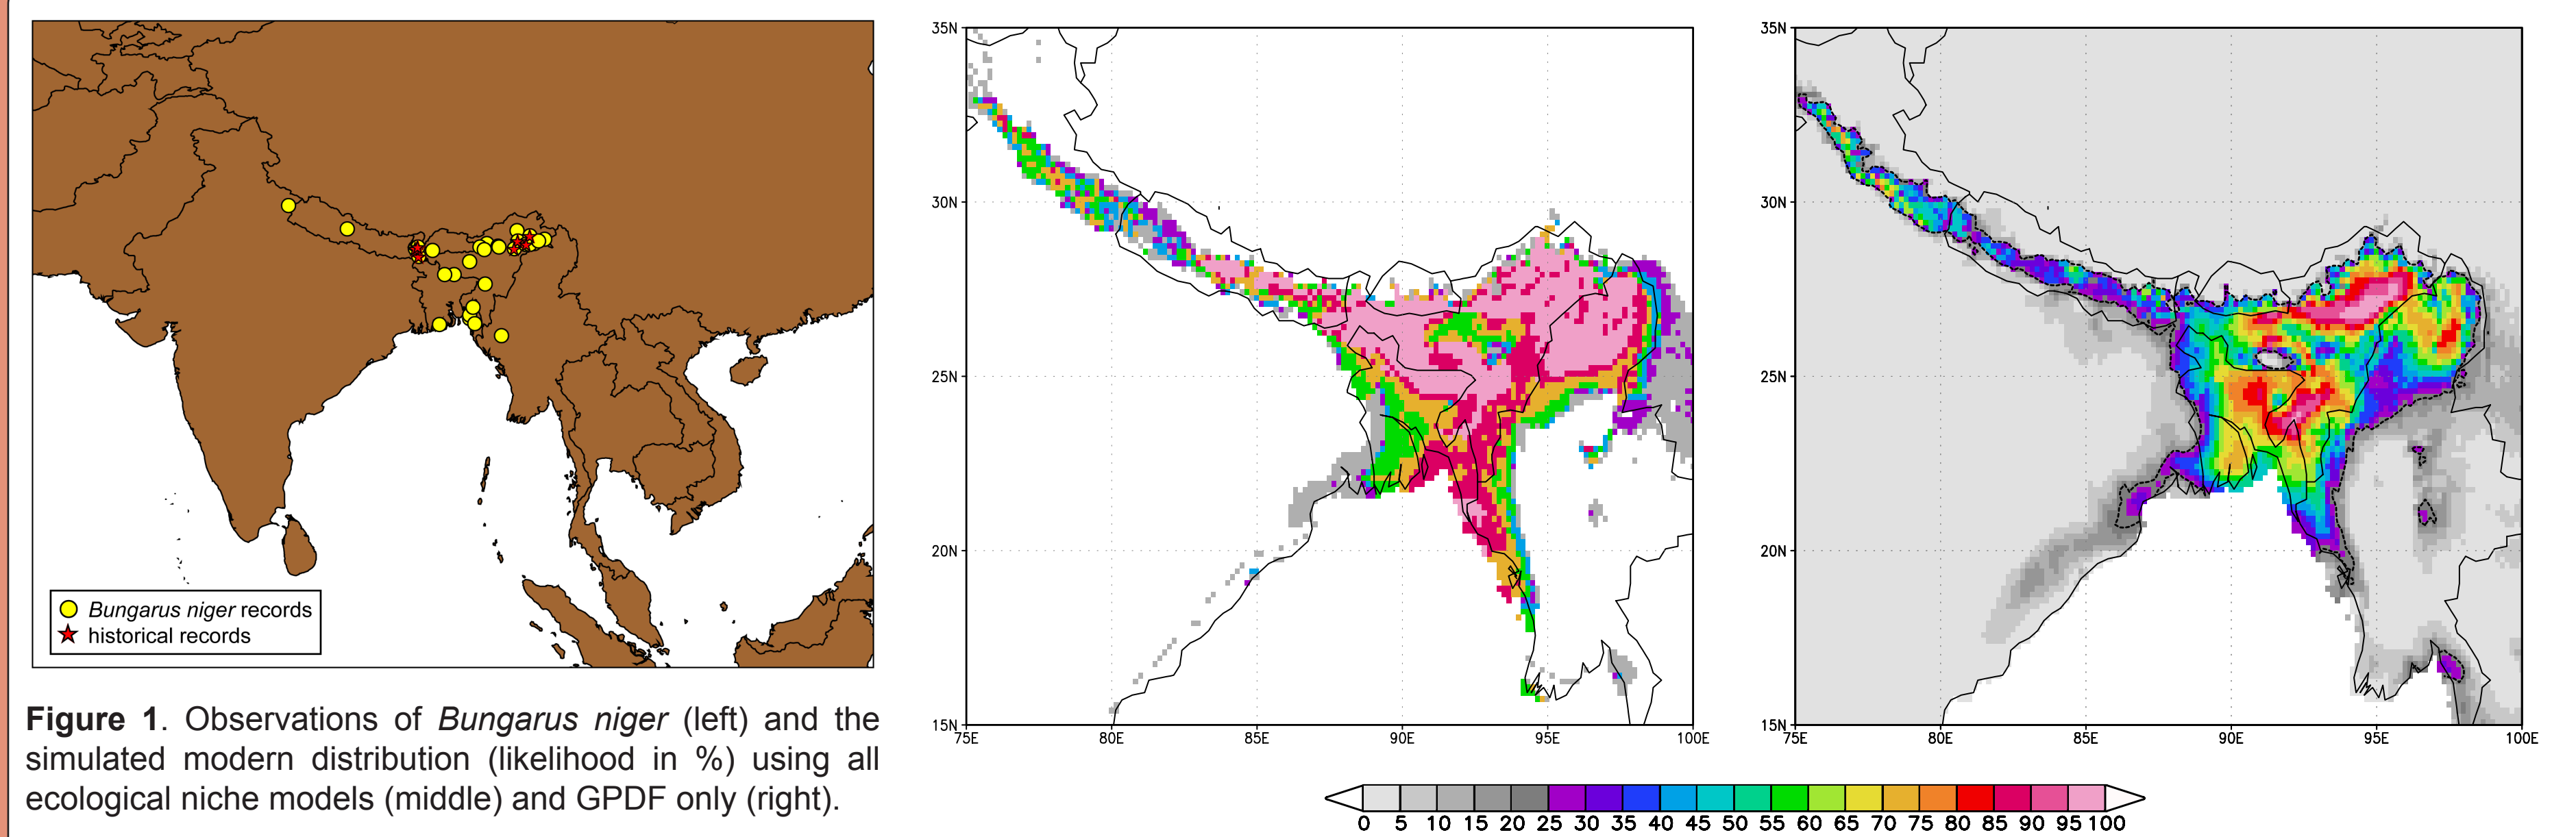 Bungarus niger records
historical records
Figure 1. Observations of Bungarus niger (left) and the
simulated modern distribution (likelihood in %) using all
ecological niche models (middle) and GPDF only (right).
35N
30N
25N
20N
15N
75E 80E 85E 90E 95E 100E
35N
30N
25N
20N
15N
75E 80E 85E 90E 95E 100E
0 5 10 15 20 25 30 35 40 45 50 55 60 65 70 75 80 85 90 95 100